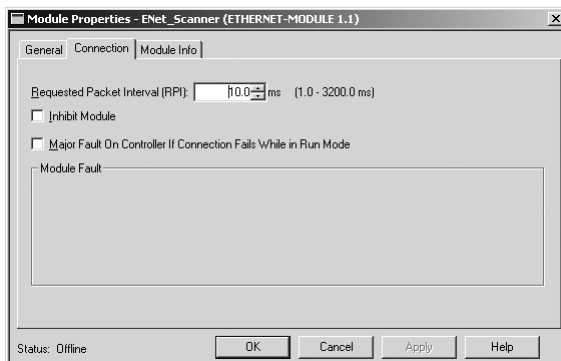 Module Properties - ENet_Scanner (ETHERNET-MODULE 1.1)
General Connection Module Info
Requested Packet Interval (RPI): 10.0 ms (1.0 - 3200.0 ms)
Inhibit Module
Major Fault On Controller If Connection Fails While in Run Mode
Module Fault
Status: Offline OK Cancel Apply Help